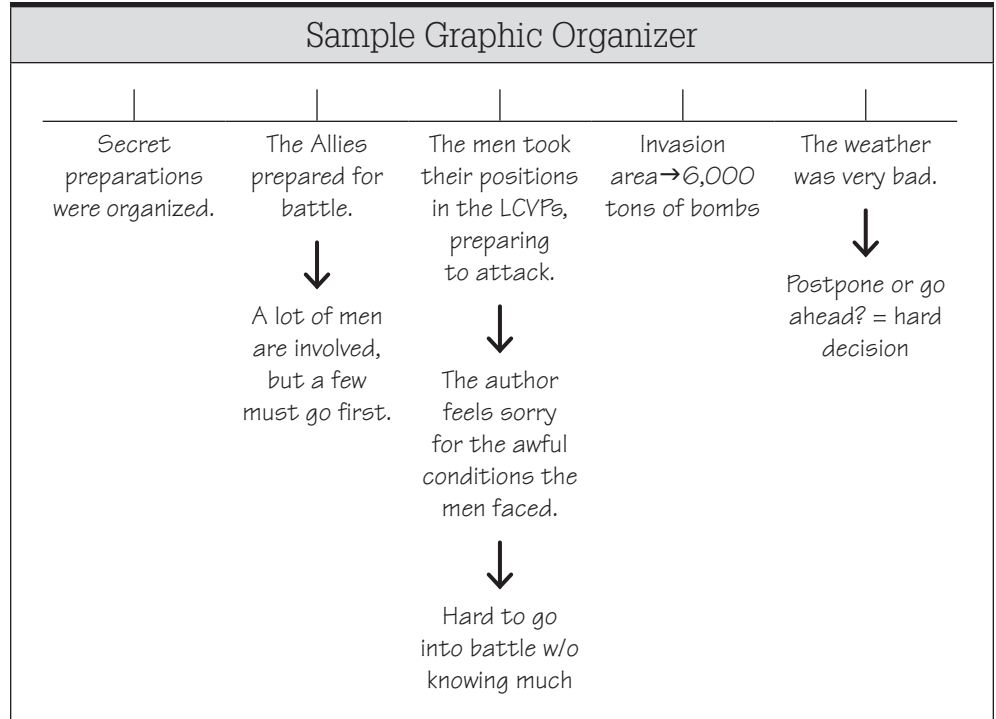 Sample Graphic Organizer
Secret
preparations
were organized.
The Allies
prepared for
battle.
A lot of men
are involved,
but a few
must go first.
The men took
their positions
in the LCVPs,
preparing
to attack.
The author
feels sorry
for the awful
conditions the
men faced.
Hard to go
into battle w/o
knowing much
Invasion
area→6,000
tons of bombs
The weather
was very bad.
Postpone or go
ahead? = hard
decision